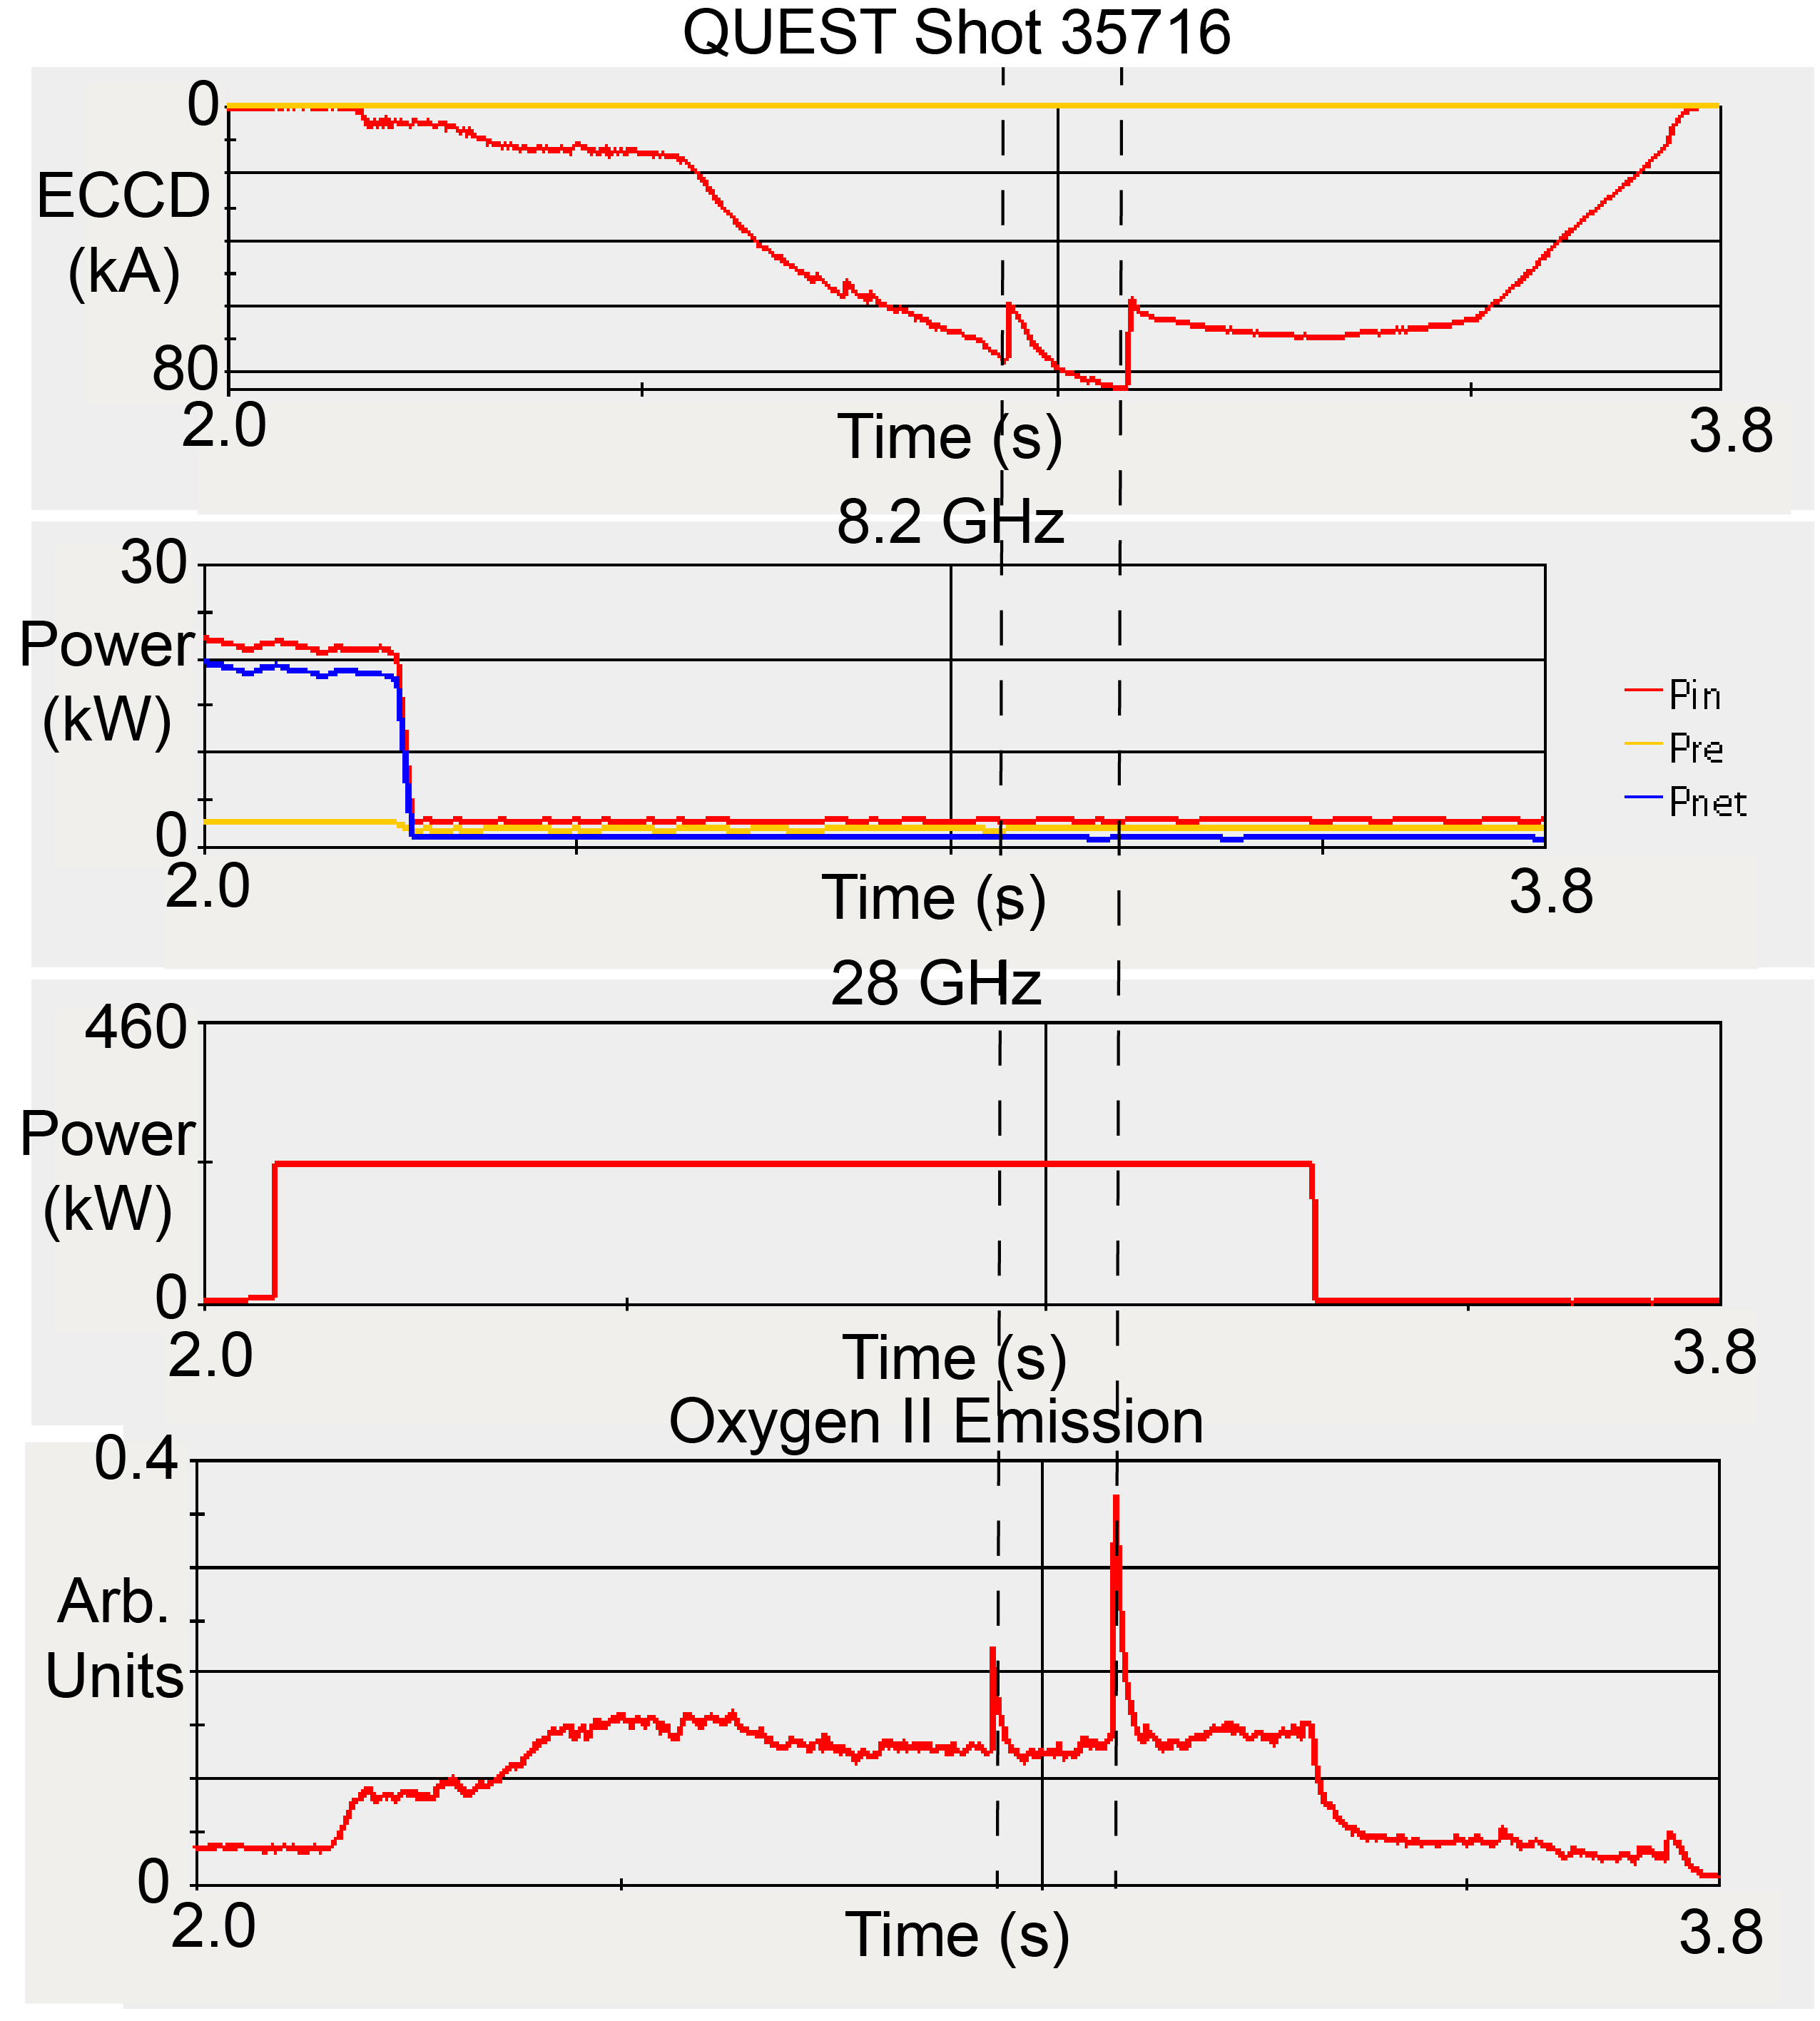 QUEST Shot 35716
0
ECCD
(kA)
80
2.0
Time (s)
3.8
8.2 GHz
30
Power
(kW)
0
2.0
Time (s)
3.8
Pin
Pre
Pnet
28 GHz
460
Power
(kW)
0
2.0
Time (s)
3.8
Oxygen II Emission
0.4
Arb.
Units
0
2.0
Time (s)
3.8